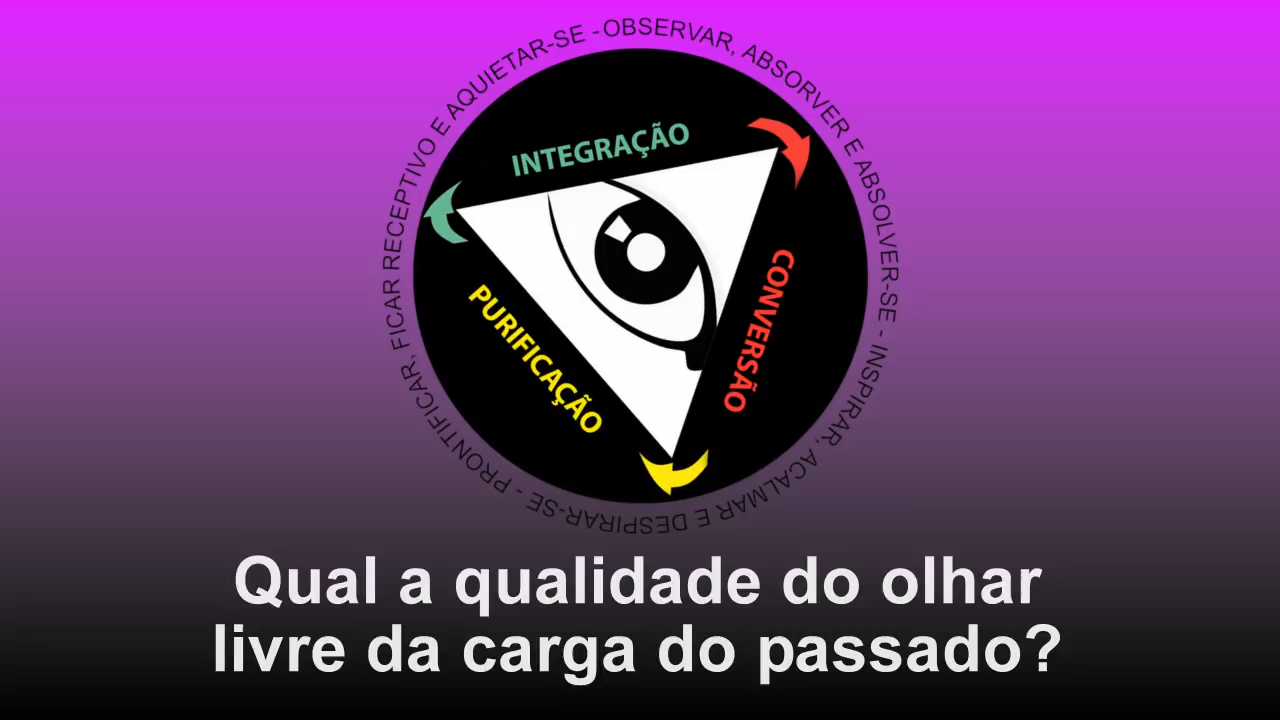 OBSERVAR, ABSORVER E ABSOLVER-SE - INSPIRAR, ACALMAR E DESPIRAR-SE - PRONTIFICAR, FICAR RECEPTIVO E AQUIETAR-SE -
INTEGRAÇÃO
CONVERSÃO
PURIFICAÇÃO
Qual a qualidade do olhar
livre da carga do passado?